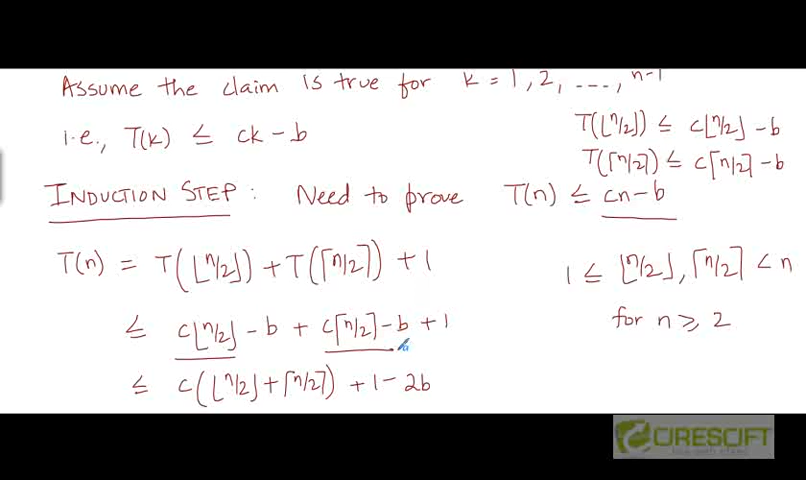 Assume the claim is true for k = 1, 2, ...., n-1
i.e., T(k) ≤ ck - b
T(⌊n/2⌋) ≤ c⌊n/2⌋ - b
T(⌈n/2⌉) ≤ c⌈n/2⌉ - b
INDUCTION STEP : Need to prove T(n) ≤ cn - b
T(n) = T(⌊n/2⌋) + T(⌈n/2⌉) + 1
1 ≤ ⌊n/2⌋, ⌈n/2⌉ < n
for n ≥ 2
≤ c⌊n/2⌋ - b + c⌈n/2⌉ - b + 1
≤ c(⌊n/2⌋ + ⌈n/2⌉) + 1 - 2b
CIRESCIFT